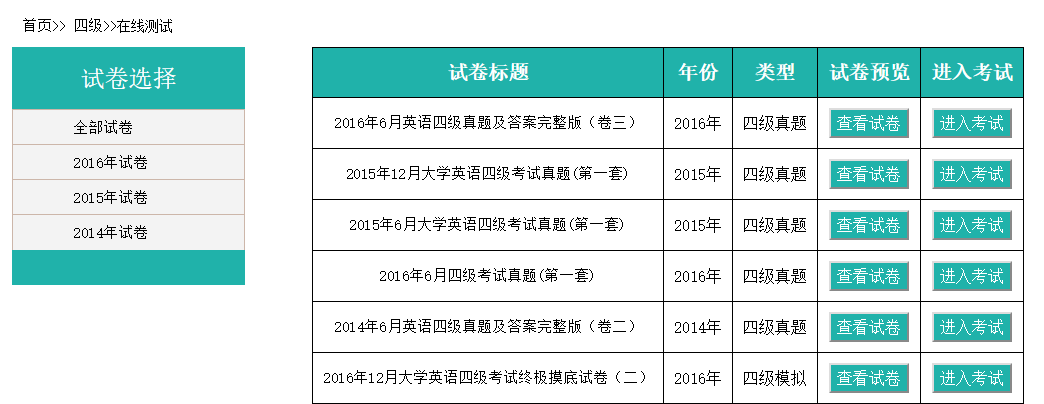 首页>> 四级>>在线测试
试卷选择
全部试卷
2016年试卷
2015年试卷
2014年试卷
试卷标题 年份 类型 试卷预览 进入考试
2016年6月英语四级真题及答案完整版（卷三） 2016年 四级真题 查看试卷 进入考试
2015年12月大学英语四级考试真题(第一套) 2015年 四级真题 查看试卷 进入考试
2015年6月大学英语四级考试真题(第一套) 2015年 四级真题 查看试卷 进入考试
2016年6月四级考试真题(第一套) 2016年 四级真题 查看试卷 进入考试
2014年6月英语四级真题及答案完整版（卷二） 2014年 四级真题 查看试卷 进入考试
2016年12月大学英语四级考试终极摸底试卷（二） 2016年 四级模拟 查看试卷 进入考试